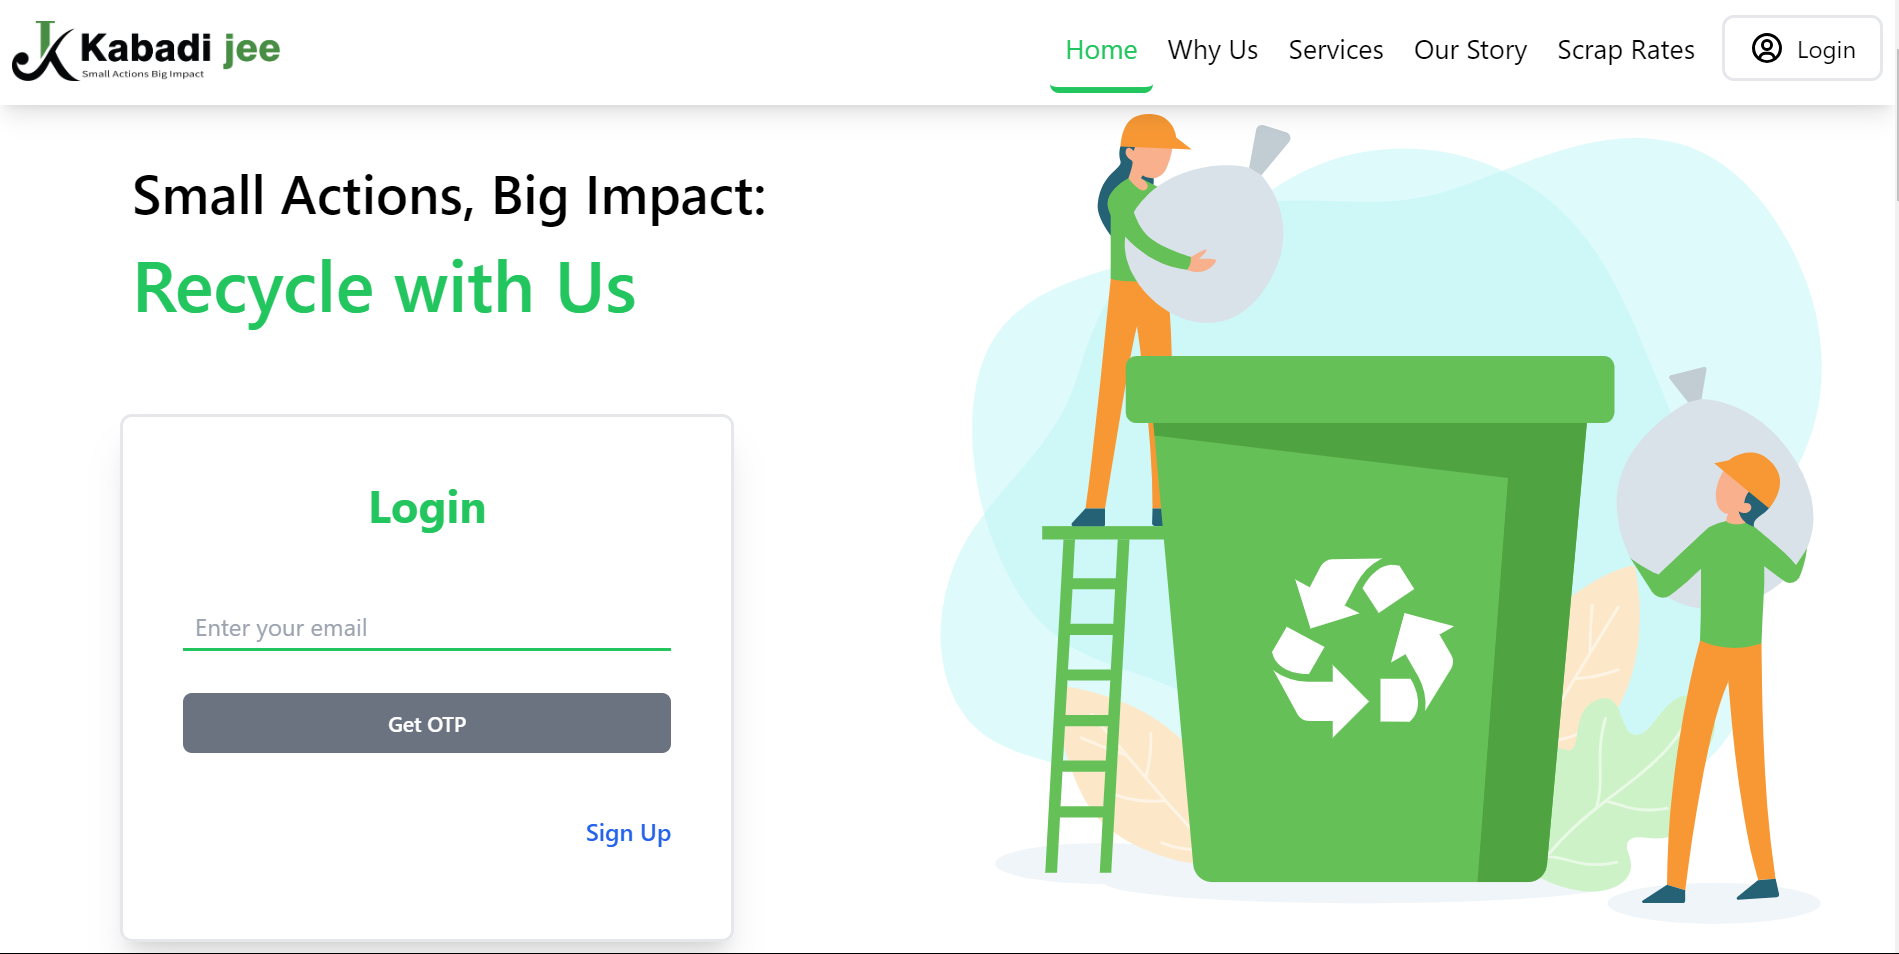 Kabadi jee
Small Actions Big Impact
Home
Why Us
Services
Our Story
Scrap Rates
Login
Small Actions, Big Impact:
Recycle with Us
Login
Enter your email
Get OTP
Sign Up